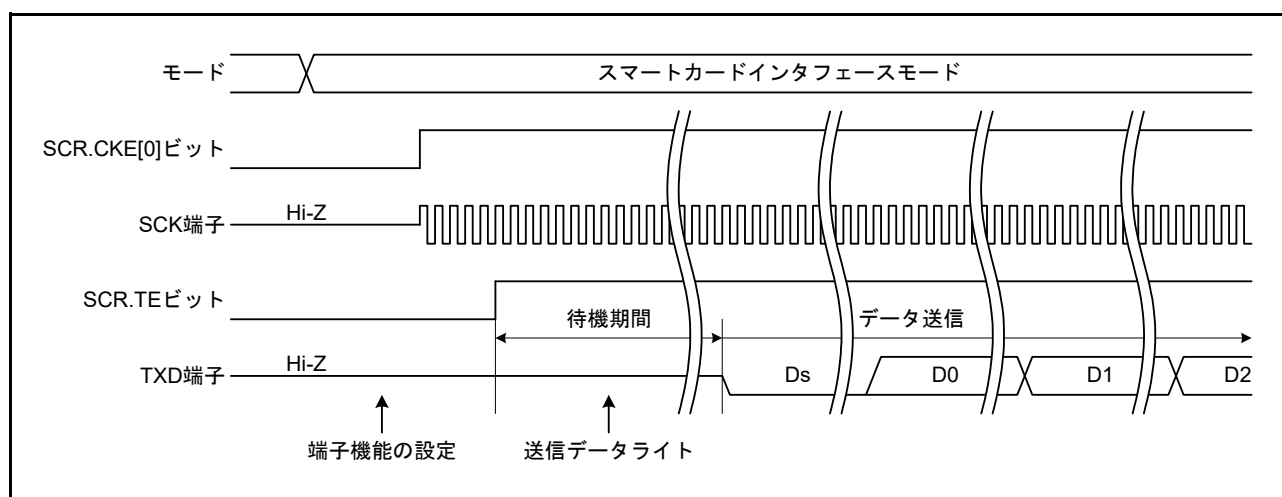 モード
スマートカードインタフェースモード
SCR.CKE[0]ビット
SCK端子
Hi-Z
SCR.TEビット
待機期間
データ送信
TXD端子
Hi-Z
Ds
D0
D1
D2
端子機能の設定
送信データライト